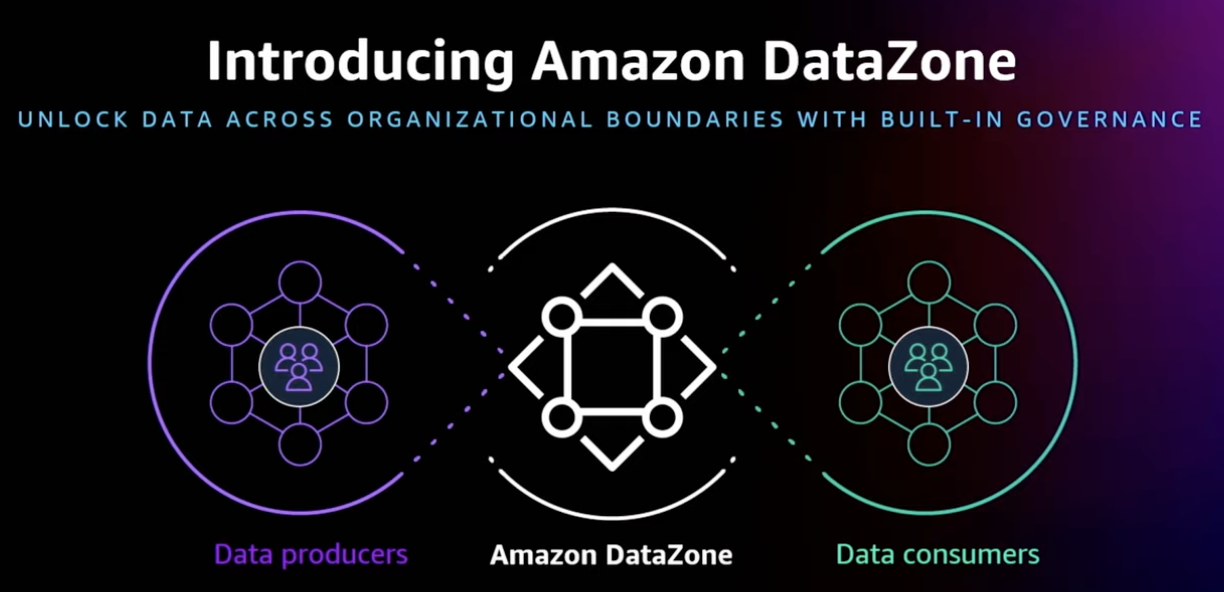 Introducing Amazon DataZone
UNLOCK DATA ACROSS ORGANIZATIONAL BOUNDARIES WITH BUILT-IN GOVERNANCE
Data producers
Amazon DataZone
Data consumers